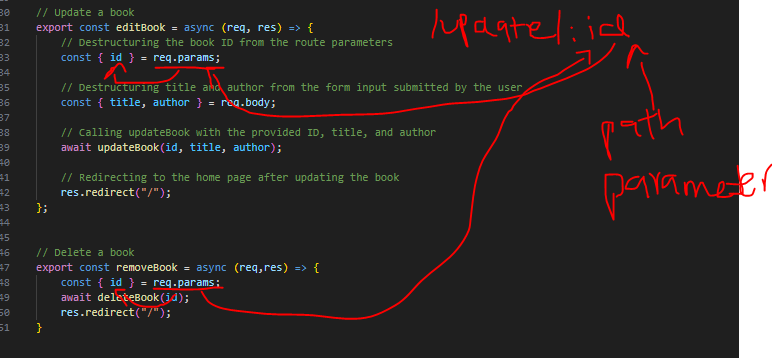 30 // Update a book
31 export const editBook = async (req, res) => {
32 // Destructuring the book ID from the route parameters
33 const { id } = req.params;
34
35 // Destructuring title and author from the form input submitted by the user
36 const { title, author } = req.body;
37
38 // Calling updateBook with the provided ID, title, and author
39 await updateBook(id, title, author);
40
41 // Redirecting to the home page after updating the book
42 res.redirect("/");
43 };
44
45
46 // Delete a book
47 export const removeBook = async (req,res) => {
48 const { id } = req.params;
49 await deleteBook(id);
50 res.redirect("/");
51 }
/update/:id
path
parameter